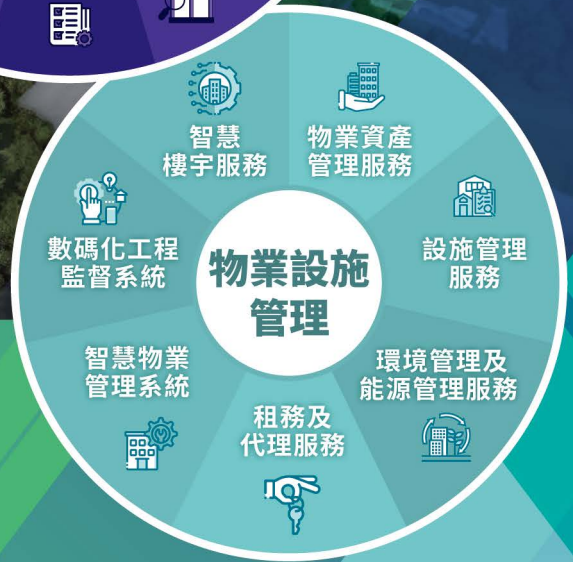 智慧
樓宇服務
物業資產
管理服務
數碼化工程
監督系統
物業設施
管理
設施管理
服務
智慧物業
管理系統
環境管理及
能源管理服務
租務及
代理服務